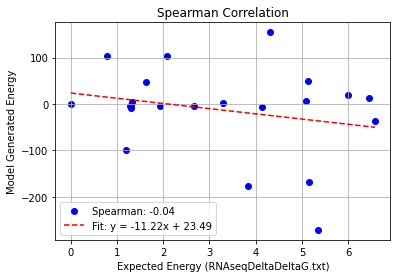 Spearman Correlation
Model Generated Energy
100
0
−100
−200
Spearman: -0.04
Fit: y = -11.22x + 23.49
0 1 2 3 4 5 6
Expected Energy (RNAseqDeltaDeltaG.txt)